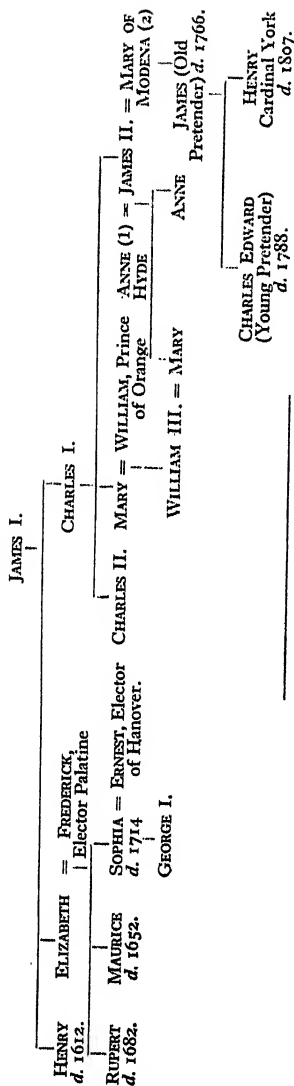 JAMES I.
HENRY
d. 1612.
ELIZABETH = FREDERICK,
Elector Palatine
CHARLES I.
RUPERT
d. 1682.
MAURICE
d. 1652.
SOPHIA = ERNEST, Elector
d. 1714 of Hanover.
GEORGE I.
CHARLES II.
MARY = WILLIAM, Prince
of Orange
ANNE (1) = JAMES II. = MARY OF
HYDE MODENA (2)
WILLIAM III. = MARY
ANNE
JAMES (Old
Pretender) d. 1766.
CHARLES EDWARD
(Young Pretender)
d. 1788.
HENRY
Cardinal York
d. 1807.